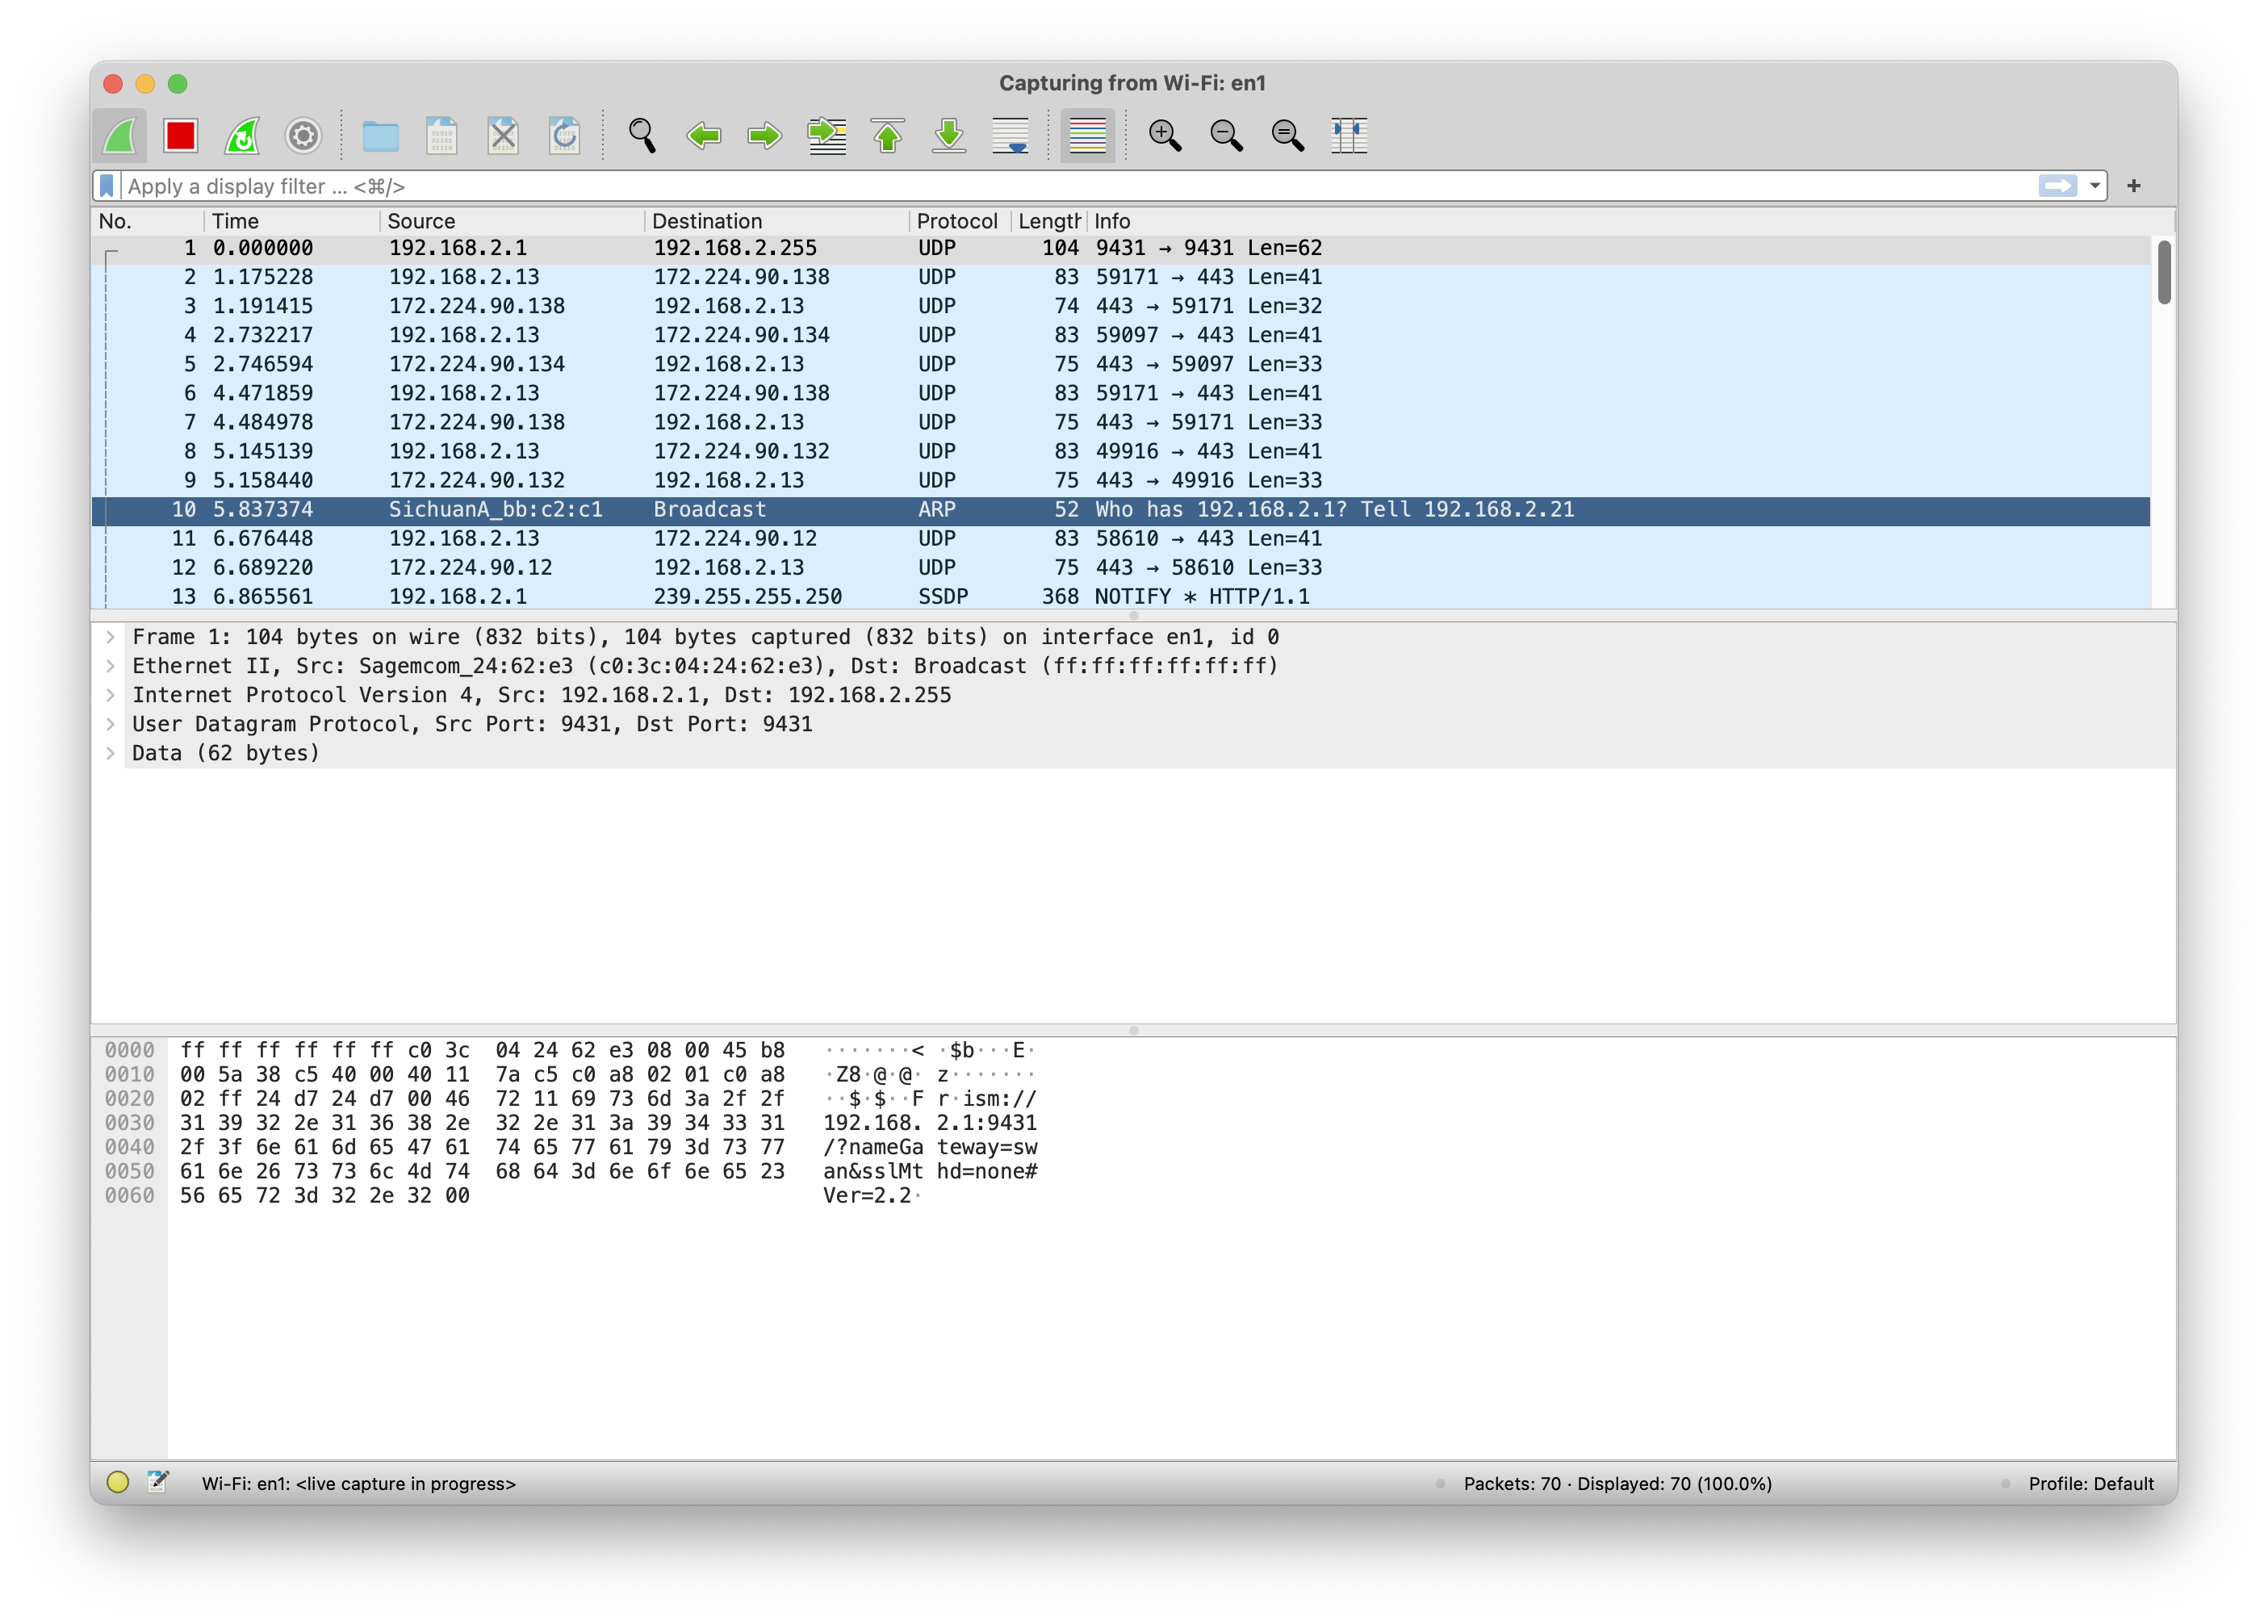 Capturing from Wi-Fi: en1
Apply a display filter ... <⌘/>
No. Time Source Destination Protocol Length Info
1 0.000000 192.168.2.1 192.168.2.255 UDP 104 9431 → 9431 Len=62
2 1.175228 192.168.2.13 172.224.90.138 UDP 83 59171 → 443 Len=41
3 1.191415 172.224.90.138 192.168.2.13 UDP 74 443 → 59171 Len=32
4 2.732217 192.168.2.13 172.224.90.134 UDP 83 59097 → 443 Len=41
5 2.746594 172.224.90.134 192.168.2.13 UDP 75 443 → 59097 Len=33
6 4.471859 192.168.2.13 172.224.90.138 UDP 83 59171 → 443 Len=41
7 4.484978 172.224.90.138 192.168.2.13 UDP 75 443 → 59171 Len=33
8 5.145139 192.168.2.13 172.224.90.132 UDP 83 49916 → 443 Len=41
9 5.158440 172.224.90.132 192.168.2.13 UDP 75 443 → 49916 Len=33
10 5.837374 SichuanA_bb:c2:c1 Broadcast ARP 52 Who has 192.168.2.1? Tell 192.168.2.21
11 6.676448 192.168.2.13 172.224.90.12 UDP 83 58610 → 443 Len=41
12 6.689220 172.224.90.12 192.168.2.13 UDP 75 443 → 58610 Len=33
13 6.865561 192.168.2.1 239.255.255.250 SSDP 368 NOTIFY * HTTP/1.1
Frame 1: 104 bytes on wire (832 bits), 104 bytes captured (832 bits) on interface en1, id 0
Ethernet II, Src: Sagemcom_24:62:e3 (c0:3c:04:24:62:e3), Dst: Broadcast (ff:ff:ff:ff:ff:ff)
Internet Protocol Version 4, Src: 192.168.2.1, Dst: 192.168.2.255
User Datagram Protocol, Src Port: 9431, Dst Port: 9431
Data (62 bytes)
0000 ff ff ff ff ff ff c0 3c 04 24 62 e3 08 00 45 b8 ·······< ·$b···E·
0010 00 5a 38 c5 40 00 40 11 7a c5 c0 a8 02 01 c0 a8 ·Z8·@·@· z·······
0020 02 ff 24 d7 24 d7 00 46 72 11 69 73 6d 3a 2f 2f ··$·$··F r·ism://
0030 31 39 32 2e 31 36 38 2e 32 2e 31 3a 39 34 33 31 192.168. 2.1:9431
0040 2f 3f 6e 61 6d 65 47 61 74 65 77 61 79 3d 73 77 /?nameGa teway=sw
0050 61 6e 26 73 73 6c 4d 74 68 64 3d 6e 6f 6e 65 23 an&sslMt hd=none#
0060 56 65 72 3d 32 2e 32 00 Ver=2.2·
Wi-Fi: en1: <live capture in progress> Packets: 70 · Displayed: 70 (100.0%) Profile: Default